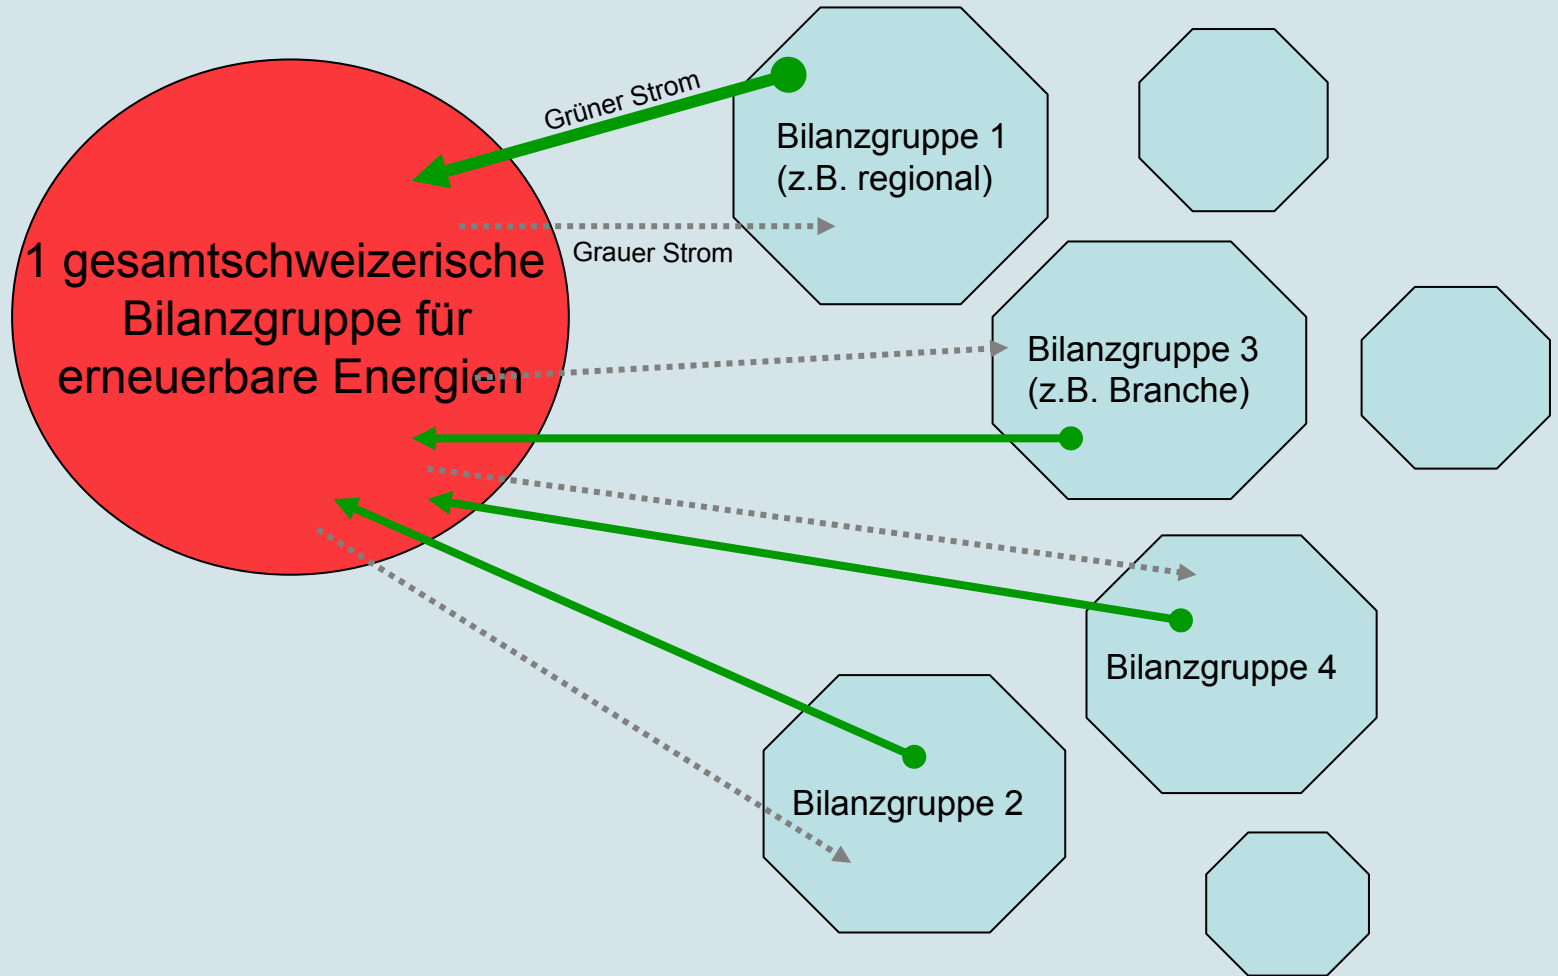 Grüner Strom
Bilanzgruppe 1
(z.B. regional)
Grauer Strom
1 gesamtschweizerische
Bilanzgruppe für
erneuerbare Energien
Bilanzgruppe 3
(z.B. Branche)
Bilanzgruppe 4
Bilanzgruppe 2